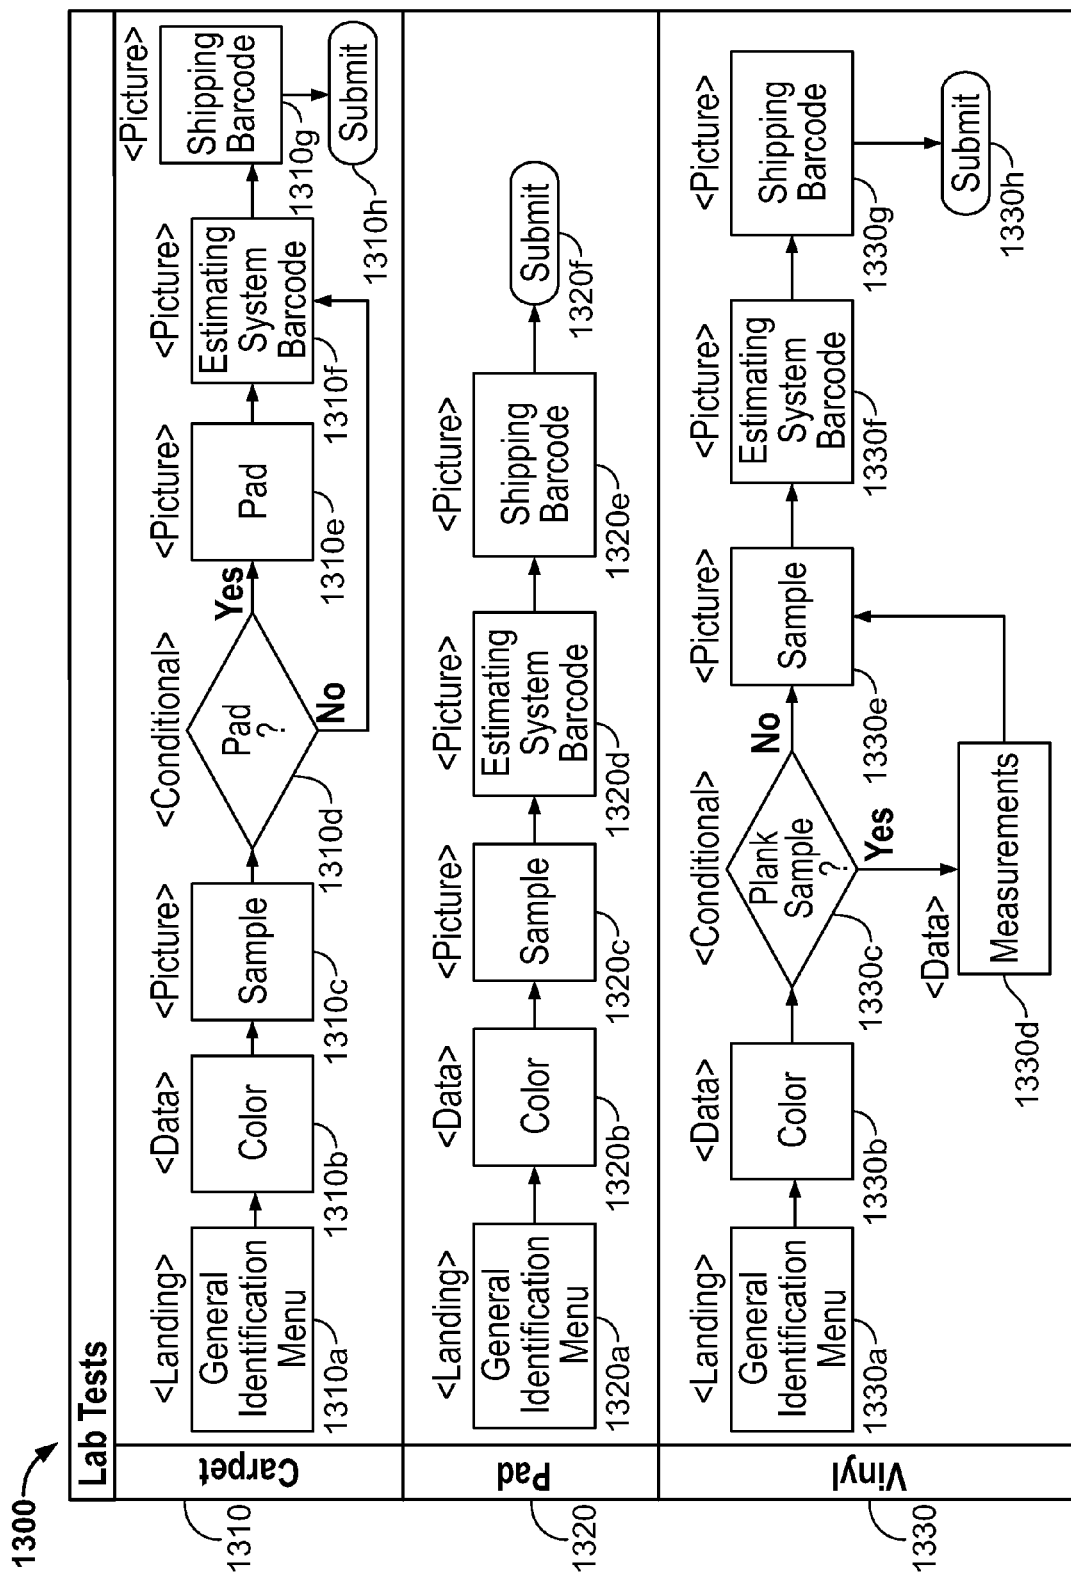 1300
Lab Tests
1310
Carpet
<Landing>
General
Identification
Menu
1310a
<Data>
Color
1310b
<Picture>
Sample
1310c
<Conditional>
Pad
?
1310d
Yes
No
<Picture>
Pad
1310e
<Picture>
Estimating
System
Barcode
1310f
<Picture>
Shipping
Barcode
1310g
Submit
1310h
1320
Pad
<Landing>
General
Identification
Menu
1320a
<Data>
Color
1320b
<Picture>
Sample
1320c
<Picture>
Estimating
System
Barcode
1320d
<Picture>
Shipping
Barcode
1320e
Submit
1320f
1330
Vinyl
<Landing>
General
Identification
Menu
1330a
<Data>
Color
1330b
<Conditional>
Plank
Sample
?
1330c
No
Yes
<Data>
Measurements
1330d
<Picture>
Sample
1330e
<Picture>
Estimating
System
Barcode
1330f
<Picture>
Shipping
Barcode
1330g
Submit
1330h